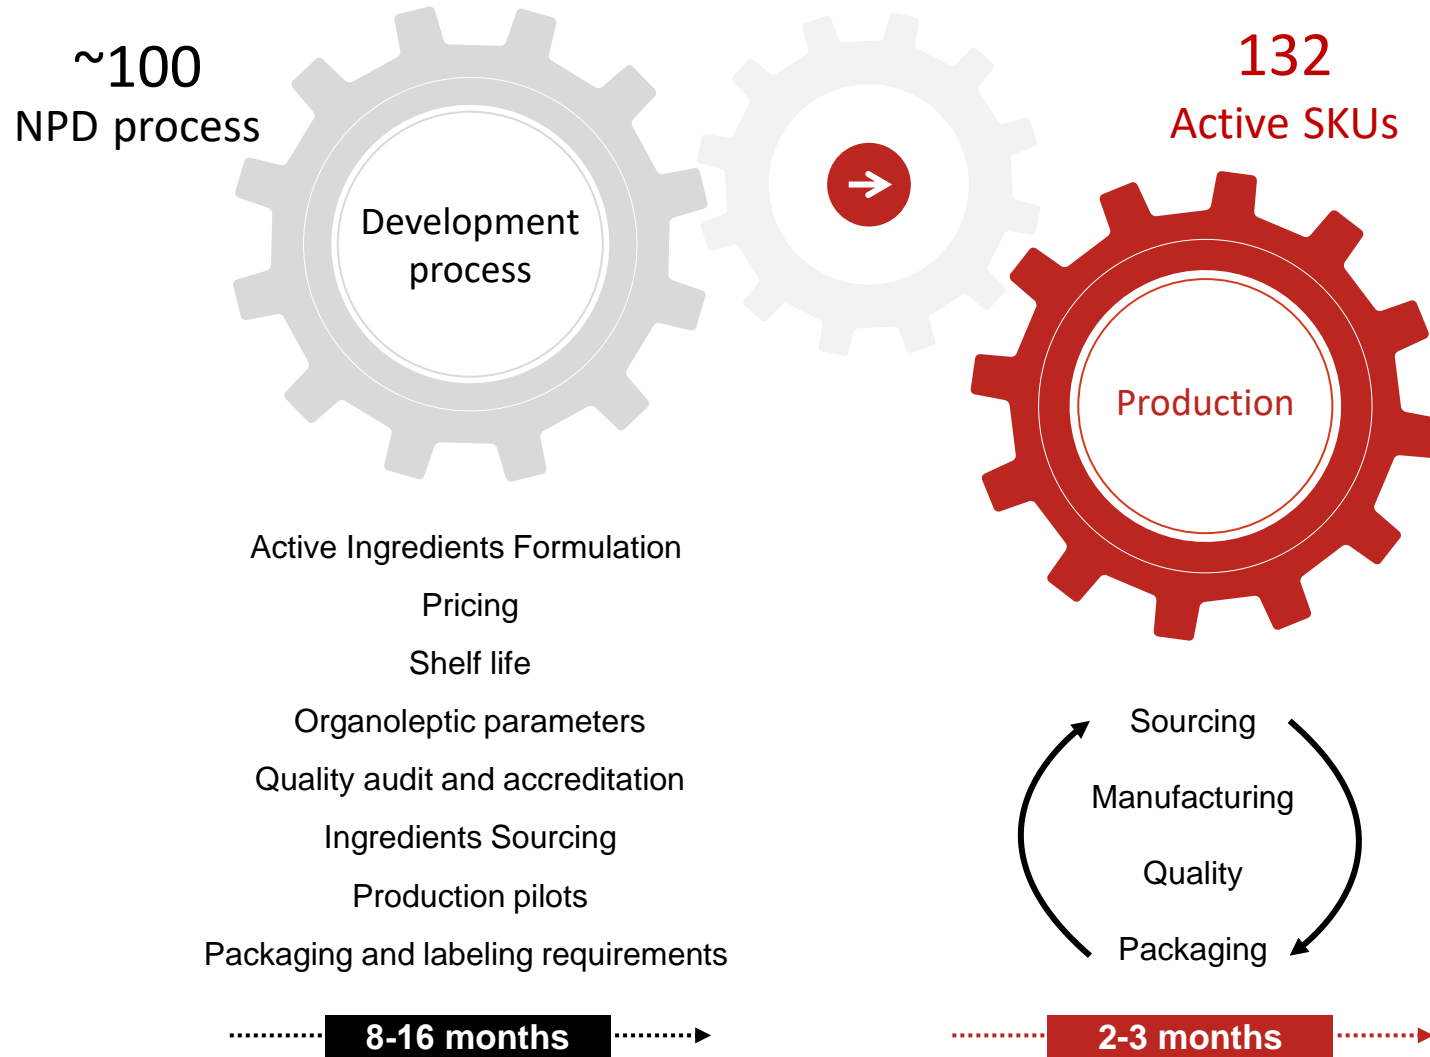 ~100
NPD process
132
Active SKUs
Development
process
Production
Active Ingredients Formulation
Pricing
Shelf life
Organoleptic parameters
Quality audit and accreditation
Ingredients Sourcing
Production pilots
Packaging and labeling requirements
8-16 months
Sourcing
Manufacturing
Quality
Packaging
2-3 months